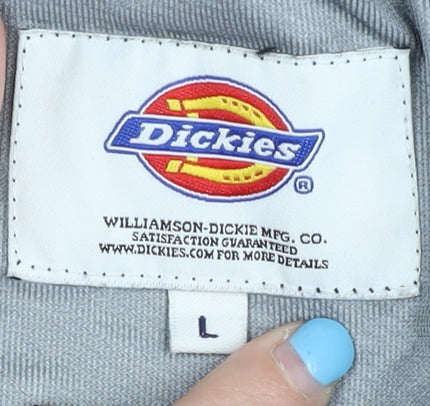 Dickies
®
WILLIAMSON-DICKIE MFG. CO.
SATISFACTION GUARANTEED
WWW.DICKIES.COM FOR MORE DETAILS
L